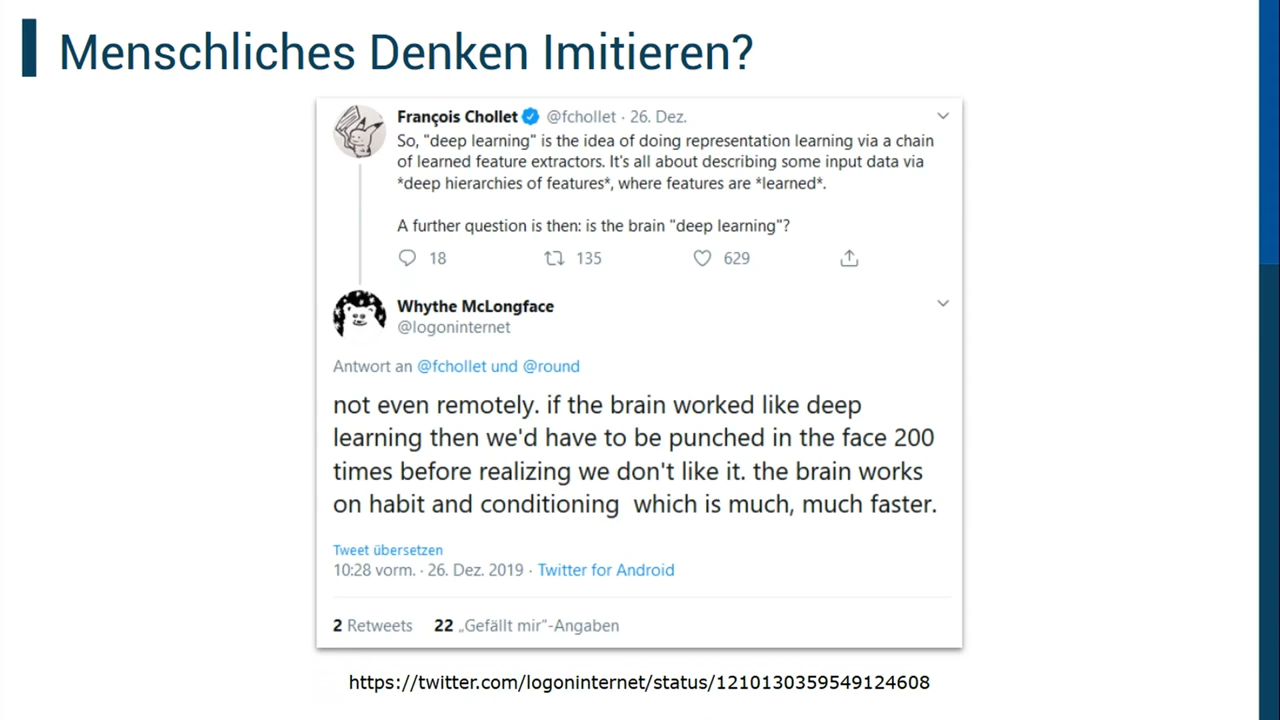 Menschliches Denken Imitieren?
François Chollet @fchollet · 26. Dez.
So, "deep learning" is the idea of doing representation learning via a chain
of learned feature extractors. It's all about describing some input data via
*deep hierarchies of features*, where features are *learned*.
A further question is then: is the brain "deep learning"?
18 135 629
Whythe McLongface
@logoninternet
Antwort an @fchollet und @round
not even remotely. if the brain worked like deep
learning then we'd have to be punched in the face 200
times before realizing we don't like it. the brain works
on habit and conditioning  which is much, much faster.
Tweet übersetzen
10:28 vorm. · 26. Dez. 2019 · Twitter for Android
2 Retweets 22 „Gefällt mir"-Angaben
https://twitter.com/logoninternet/status/1210130359549124608